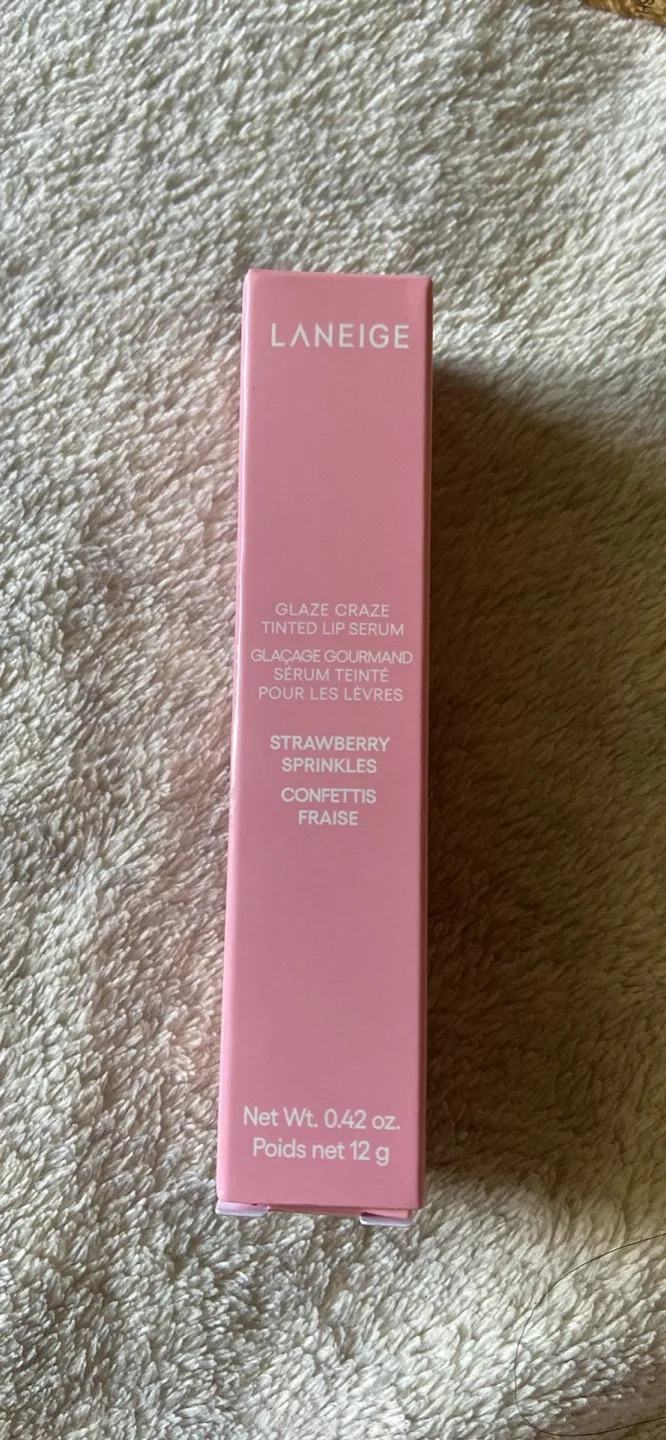 LANEIGE
GLAZE CRAZE
TINTED LIP SERUM
GLAÇAGE GOURMAND
SÉRUM TEINTÉ
POUR LES LÈVRES
STRAWBERRY
SPRINKLES
CONFETTIS
FRAISE
Net Wt. 0.42 oz.
Poids net 12 g